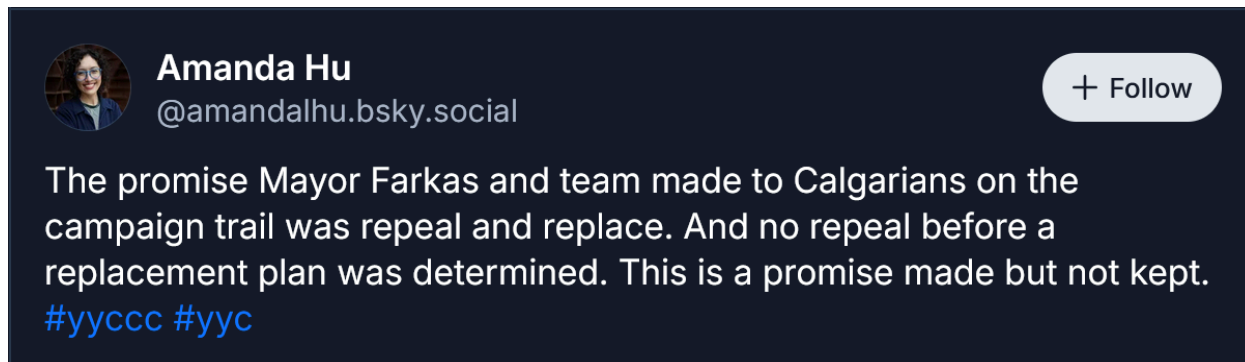 Amanda Hu
@amandalhu.bsky.social
+ Follow
The promise Mayor Farkas and team made to Calgarians on the
campaign trail was repeal and replace. And no repeal before a
replacement plan was determined. This is a promise made but not kept.
#yyccc #yyc